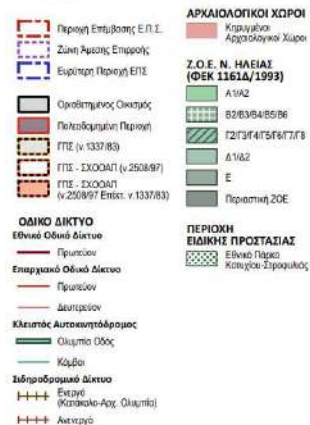 Περιοχή Επέμβασης Ε.Π.Σ.
Ζώνη Άμεσης Επιρροής
Ευρύτερη Περιοχή ΕΠΣ
Οριοθετημένος Οικισμός
Πολεοδομημένη Περιοχή
ΓΠΣ (ν.1337/83)
ΓΠΣ - ΣΧΟΟΑΠ (ν.2508/97)
ΓΠΣ - ΣΧΟΟΑΠ
(ν.2508/97 Επέκτ. ν.1337/83)
ΟΔΙΚΟ ΔΙΚΤΥΟ
Εθνικό Οδικό Δίκτυο
Πρωτεύον
Επαρχιακό Οδικό Δίκτυο
Πρωτεύον
Δευτερεύον
Κλειστός Αυτοκινητόδρομος
Ολυμπία Οδός
Κόμβοι
Σιδηροδρομικό Δίκτυο
Ενεργό
(Κατάκολο-Αρχ. Ολυμπία)
Ανενεργό
ΑΡΧΑΙΟΛΟΓΙΚΟΙ ΧΩΡΟΙ
Κηρυγμένοι
Αρχαιολογικοί Χώροι
Ζ.Ο.Ε. Ν. ΗΛΕΙΑΣ
(ΦΕΚ 1161Δ/1993)
Α1/Α2
Β2/Β3/Β4/Β5/Β6
Γ2/Γ3/Γ4/Γ5/Γ6/Γ7/Γ8
Δ1/Δ2
Ε
Περιαστική ΖΟΕ
ΠΕΡΙΟΧΗ
ΕΙΔΙΚΗΣ ΠΡΟΣΤΑΣΙΑΣ
Εθνικό Πάρκο
Κοτυχίου-Στροφυλιάς